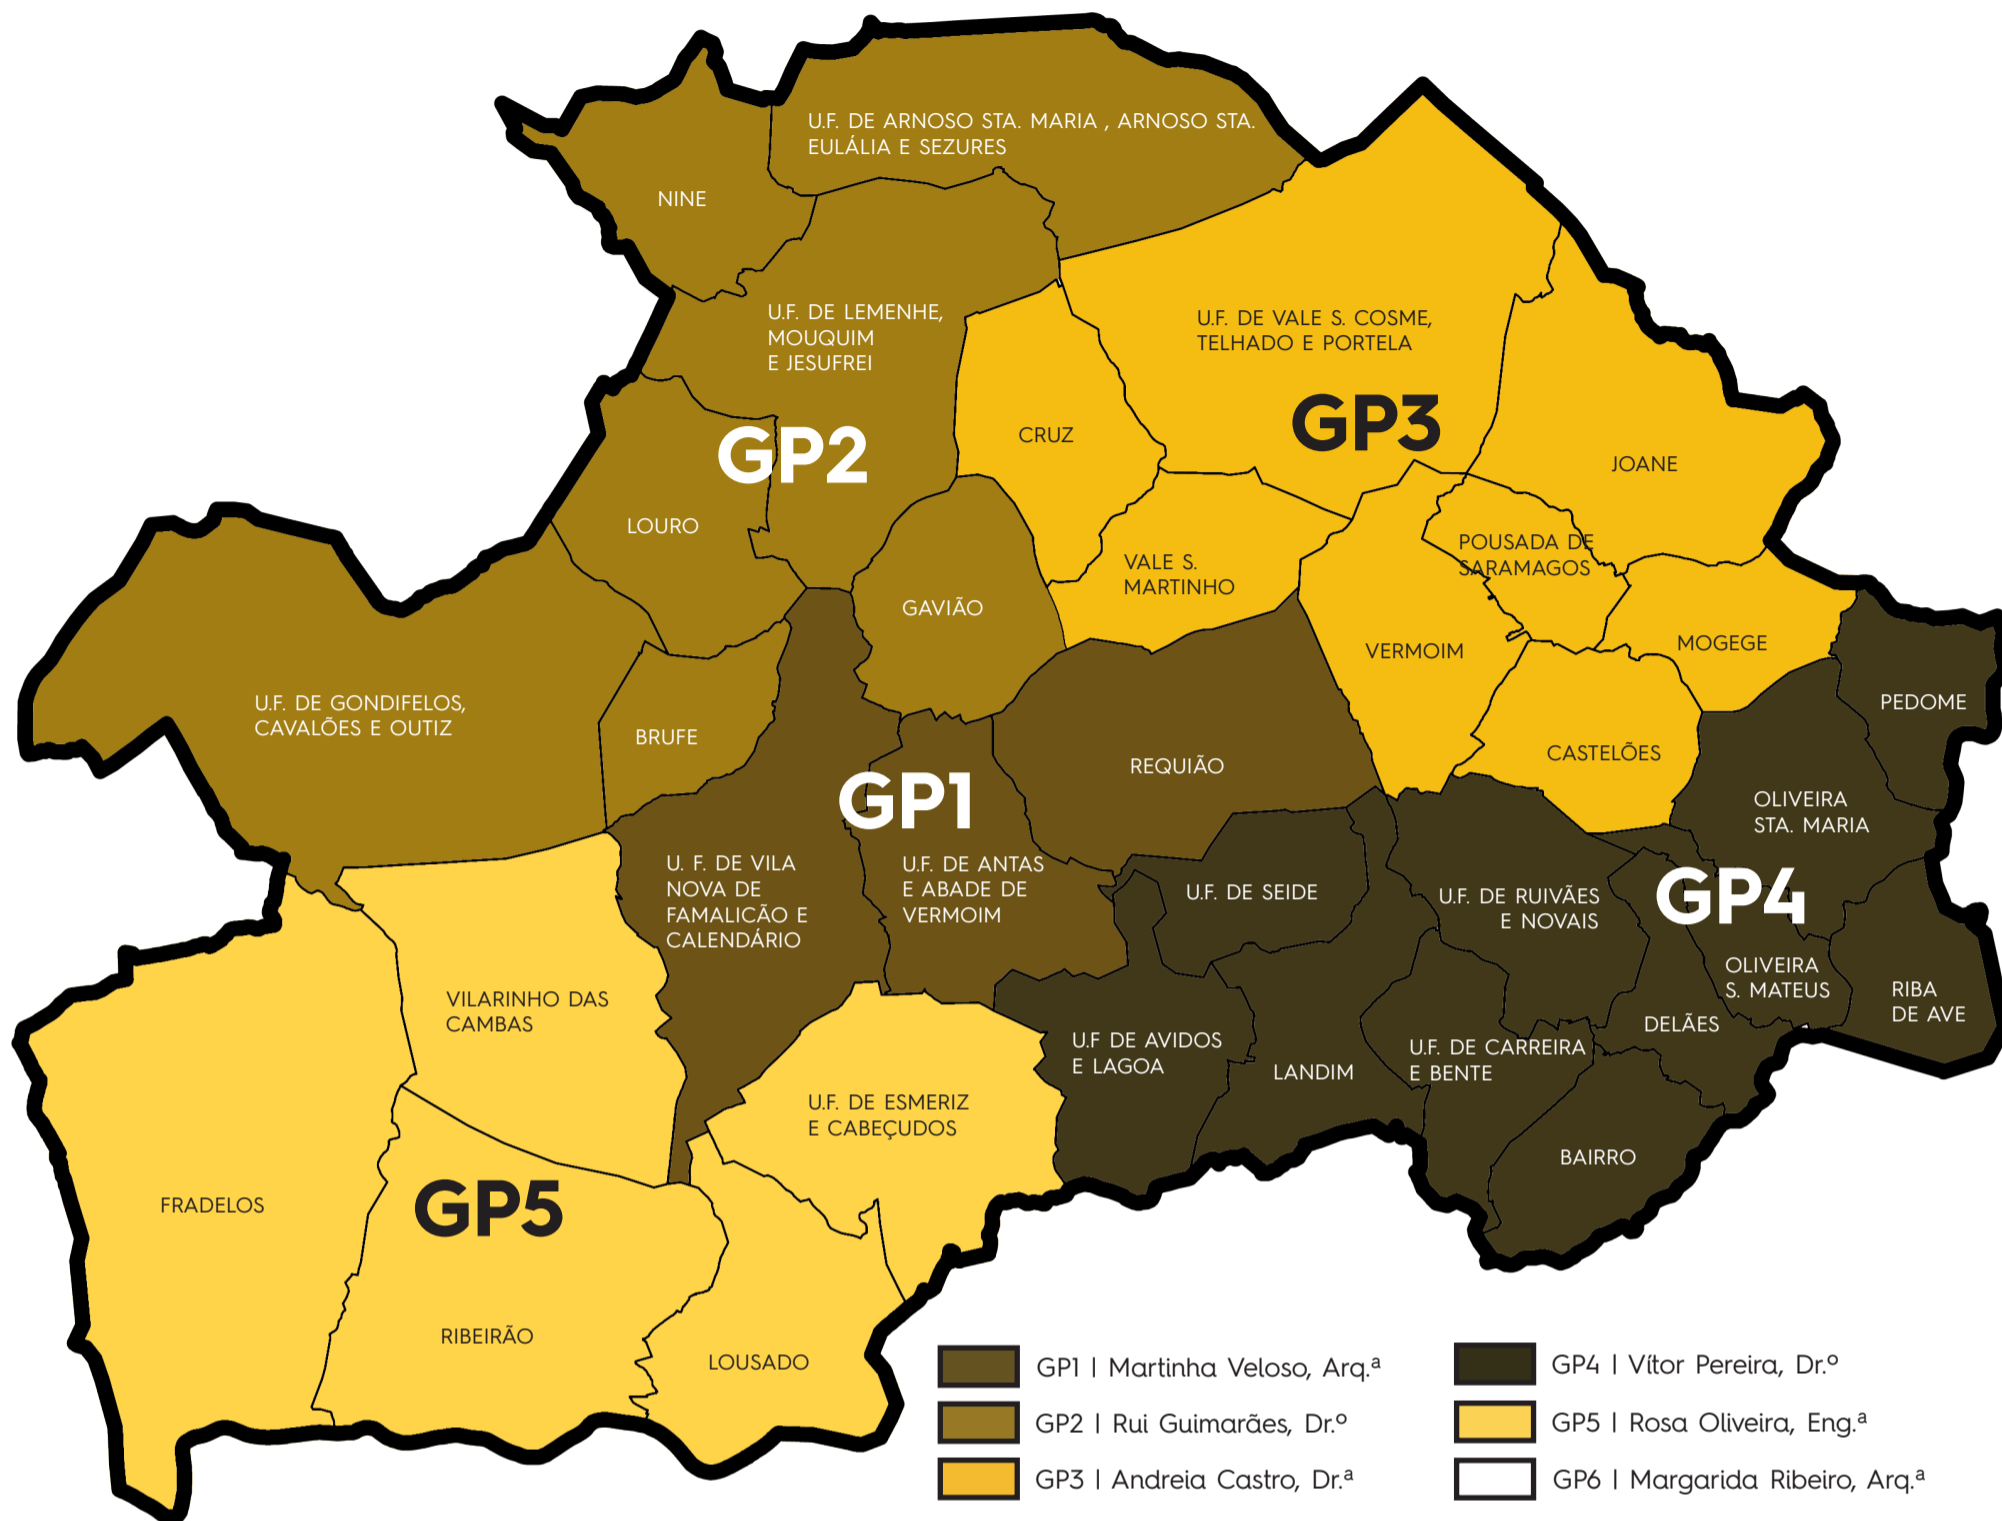 U.F. DE ARNOSO STA. MARIA , ARNOSO STA.
EULÁLIA E SEZURES
NINE
U.F. DE LEMENHE,
MOUQUIM
E JESUFREI
U.F. DE VALE S. COSME,
TELHADO E PORTELA
GP3
GP2
CRUZ
JOANE
LOURO
VALE S.
MARTINHO
POUSADA DE
SARAMAGOS
GAVIÃO
VERMOIM
MOGEGE
U.F. DE GONDIFELOS,
CAVALÕES E OUTIZ
BRUFE
PEDOME
REQUIÃO
CASTELÕES
GP1
OLIVEIRA
STA. MARIA
U. F. DE VILA
NOVA DE
FAMALICÃO E
CALENDÁRIO
U.F. DE ANTAS
E ABADE DE
VERMOIM
U.F. DE SEIDE
U.F. DE RUIVÃES
E NOVAIS
GP4
OLIVEIRA
S. MATEUS
RIBA
DE AVE
VILARINHO DAS
CAMBAS
DELÃES
U.F DE AVIDOS
E LAGOA
LANDIM
U.F. DE CARREIRA
E BENTE
U.F. DE ESMERIZ
E CABEÇUDOS
BAIRRO
FRADELOS
GP5
RIBEIRÃO
LOUSADO
GP1 | Martinha Veloso, Arq.ª
GP2 | Rui Guimarães, Dr.º
GP3 | Andreia Castro, Dr.ª
GP4 | Vítor Pereira, Dr.º
GP5 | Rosa Oliveira, Eng.ª
GP6 | Margarida Ribeiro, Arq.ª